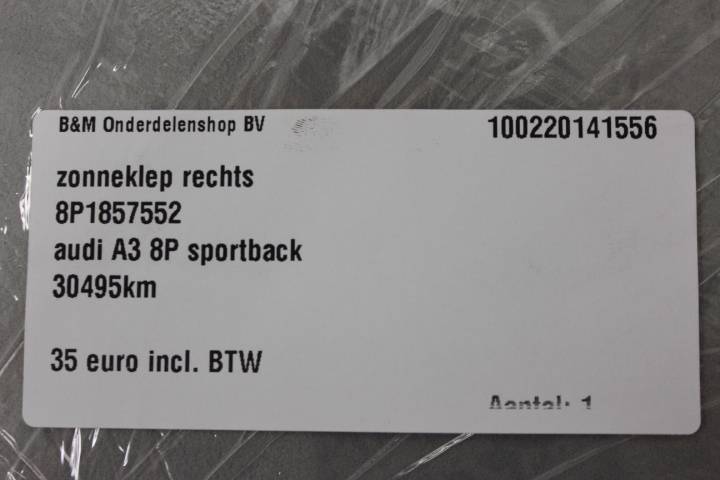 B&M Onderdelenshop BV
100220141556
zonneklep rechts
8P1857552
audi A3 8P sportback
30495km
35 euro incl. BTW
Aantal: 1